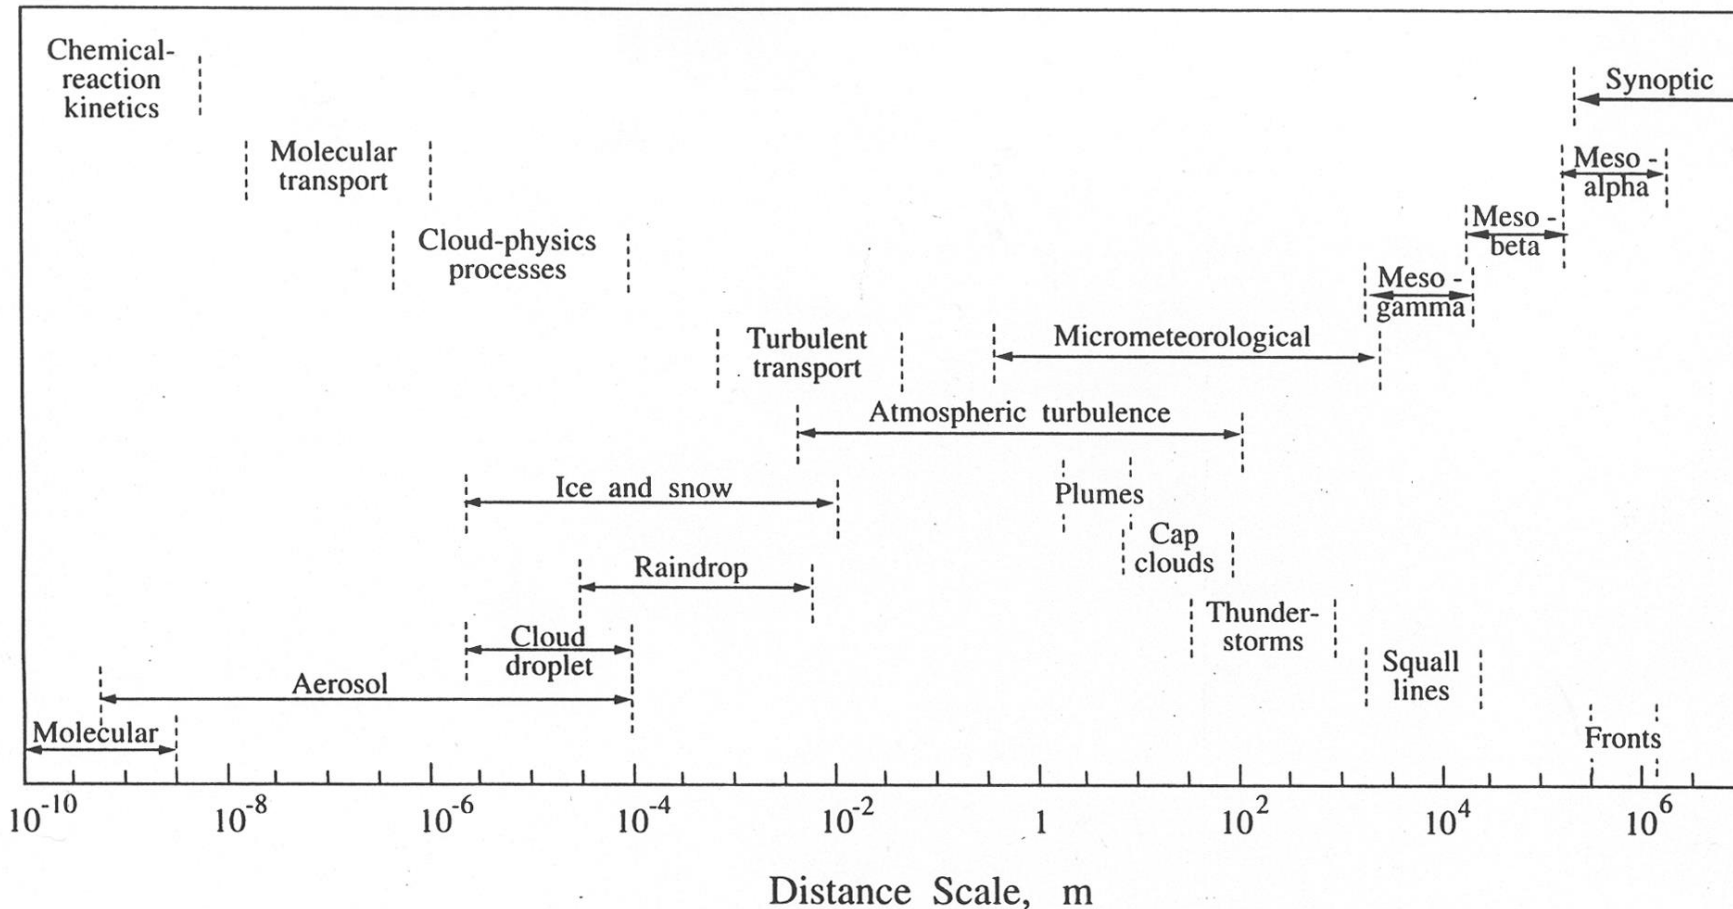 Chemical-
reaction
kinetics
Synoptic
Molecular
transport
Meso -
alpha
Cloud-physics
processes
Meso -
beta
Meso -
gamma
Turbulent
transport
Micrometeorological
Atmospheric turbulence
Ice and snow
Plumes
Cap
clouds
Raindrop
Thunder-
storms
Cloud
droplet
Squall
lines
Aerosol
Molecular
Fronts
10⁻¹⁰ 10⁻⁸ 10⁻⁶ 10⁻⁴ 10⁻² 1 10² 10⁴ 10⁶
Distance Scale, m